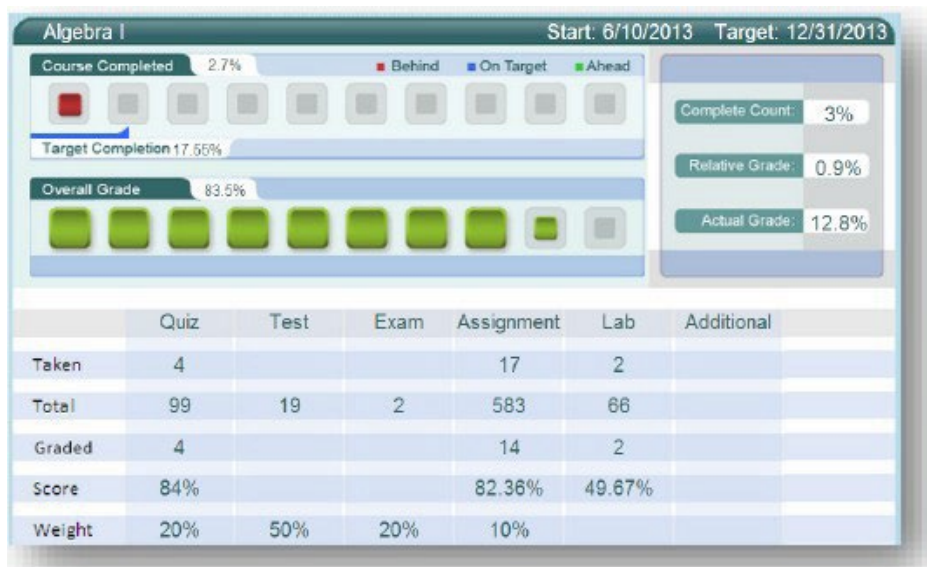 Algebra I Start: 6/10/2013 Target: 12/31/2013
Course Completed 2.7% Behind On Target Ahead
Target Completion 17.55%
Overall Grade 83.5%
Complete Count: 3%
Relative Grade: 0.9%
Actual Grade: 12.8%
Quiz Test Exam Assignment Lab Additional
Taken 4 17 2
Total 99 19 2 583 66
Graded 4 14 2
Score 84% 82.36% 49.67%
Weight 20% 50% 20% 10%